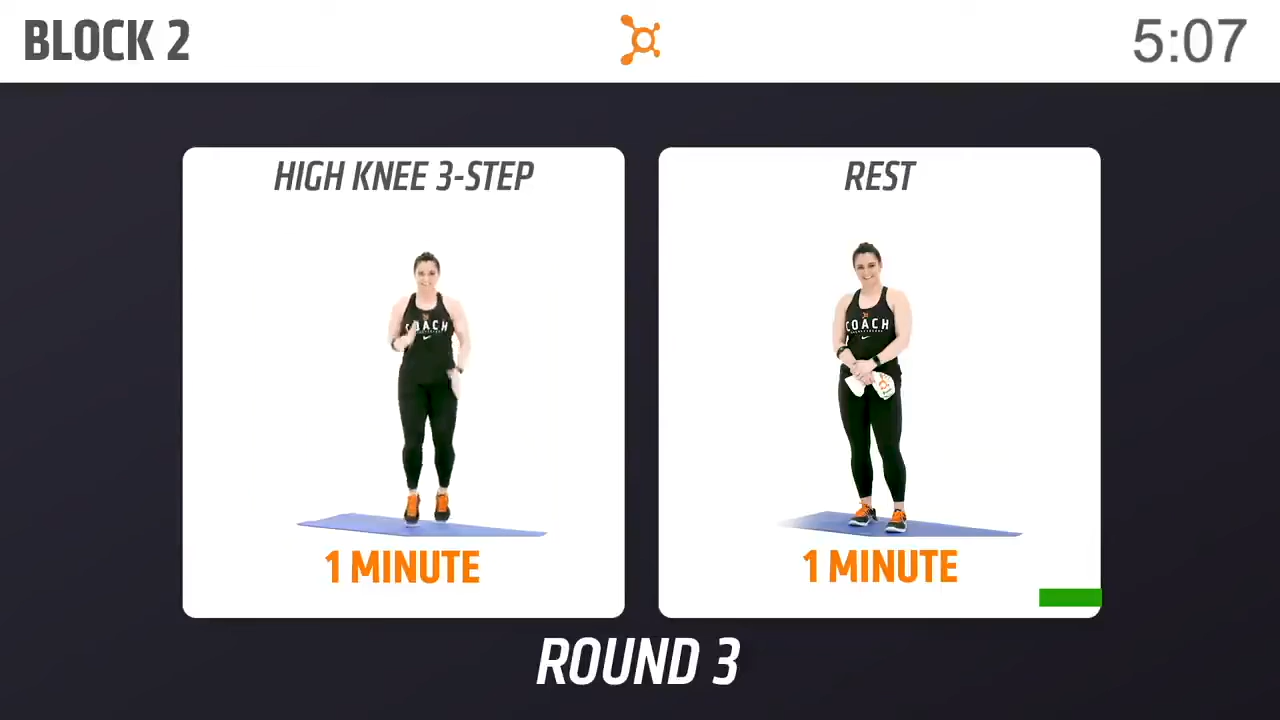 BLOCK 2
5:07
HIGH KNEE 3-STEP
REST
COACH
COACH
1 MINUTE
1 MINUTE
ROUND 3